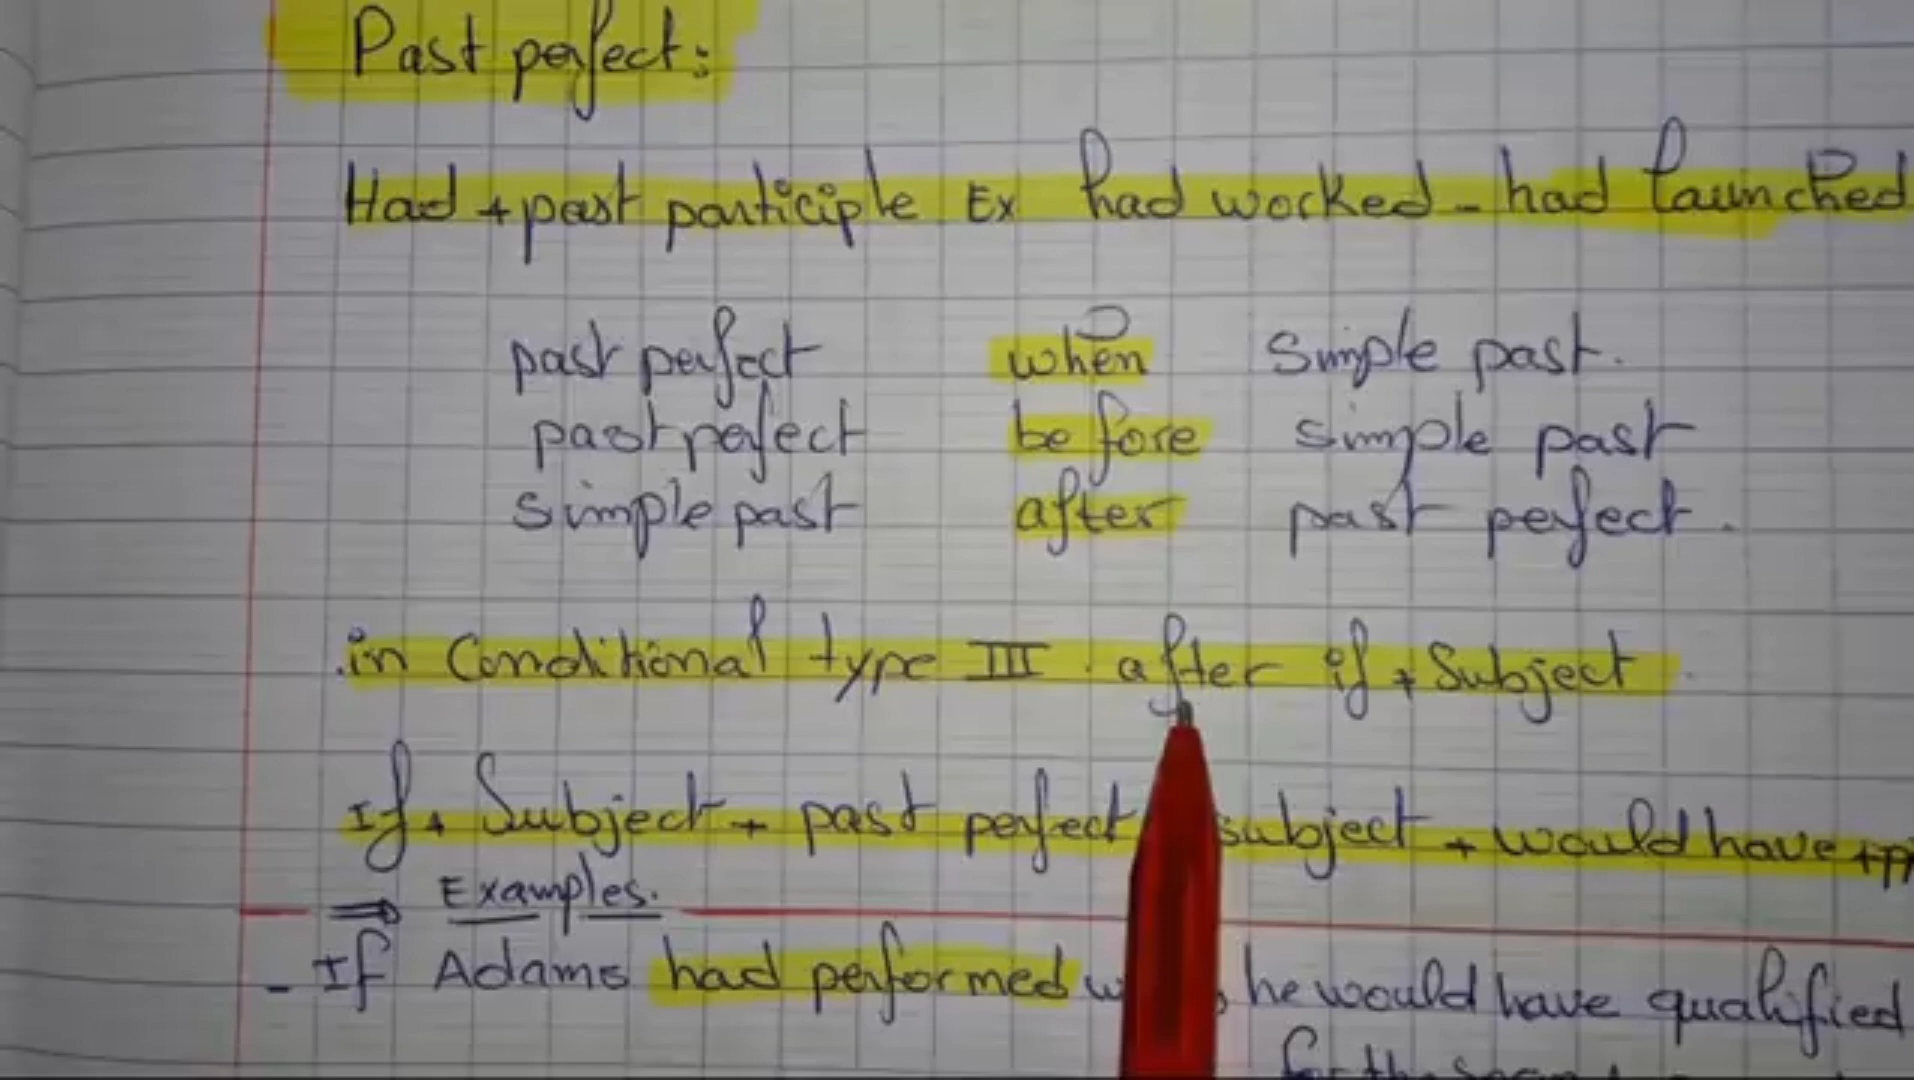 Past perfect:
Had + past participle Ex had worked - had launched
past perfect when simple past.
past perfect before simple past
simple past after past perfect.
.in Conditional type III after if + Subject
If + Subject + past perfect subject + would have +
⇒ Examples.
- If Adams had performed he would have qualified
for the